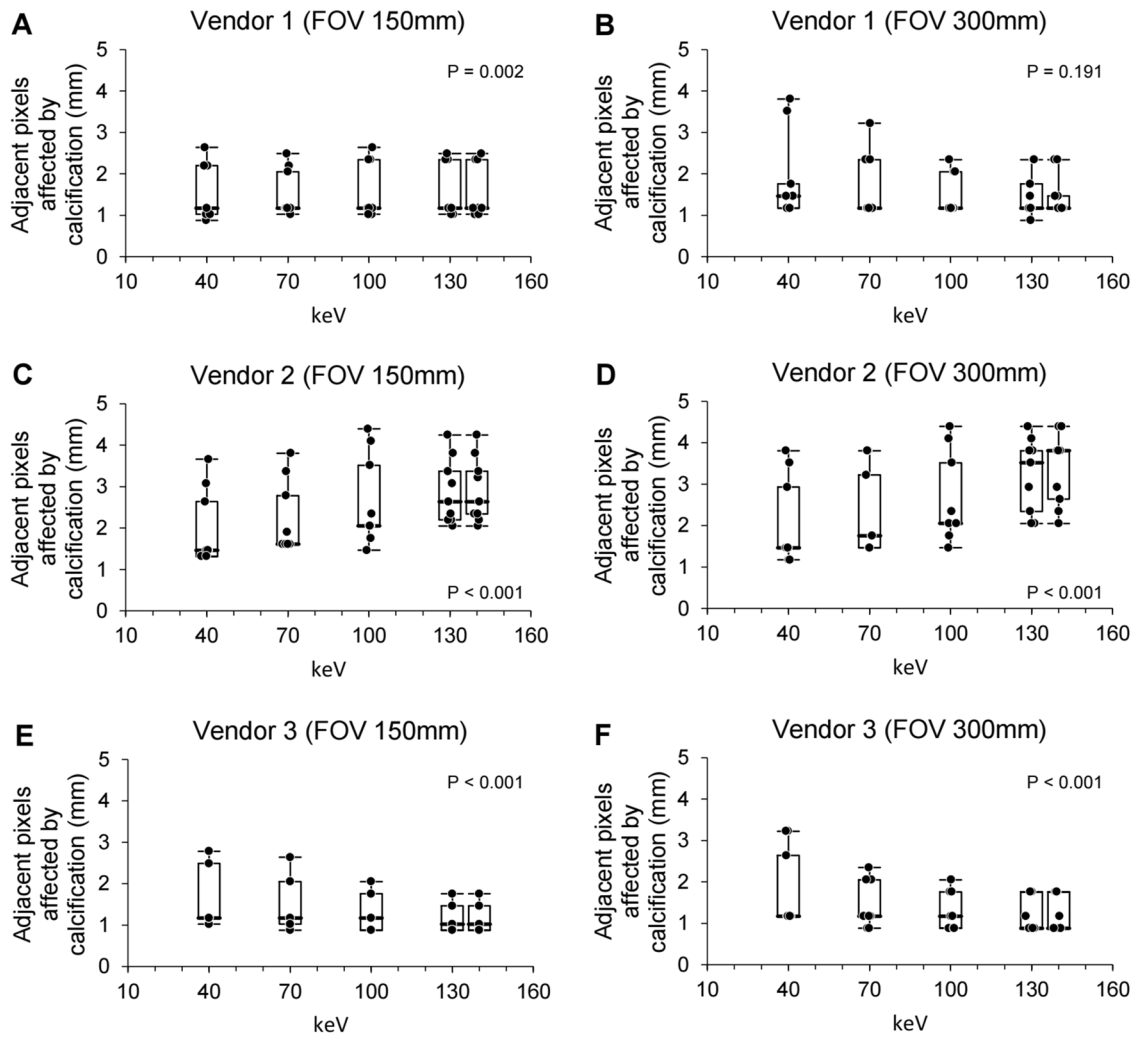 A
Vendor 1 (FOV 150mm)
Adjacent pixels
affected by
calcification (mm)
5
4
3
2
1
0
P = 0.002
10 40 70 100 130 160
keV
B
Vendor 1 (FOV 300mm)
Adjacent pixels
affected by
calcification (mm)
5
4
3
2
1
0
P = 0.191
10 40 70 100 130 160
keV
C
Vendor 2 (FOV 150mm)
Adjacent pixels
affected by
calcification (mm)
5
4
3
2
1
0
P < 0.001
10 40 70 100 130 160
keV
D
Vendor 2 (FOV 300mm)
Adjacent pixels
affected by
calcification (mm)
5
4
3
2
1
0
P < 0.001
10 40 70 100 130 160
keV
E
Vendor 3 (FOV 150mm)
Adjacent pixels
affected by
calcification (mm)
5
4
3
2
1
0
P < 0.001
10 40 70 100 130 160
keV
F
Vendor 3 (FOV 300mm)
Adjacent pixels
affected by
calcification (mm)
5
4
3
2
1
0
P < 0.001
10 40 70 100 130 160
keV